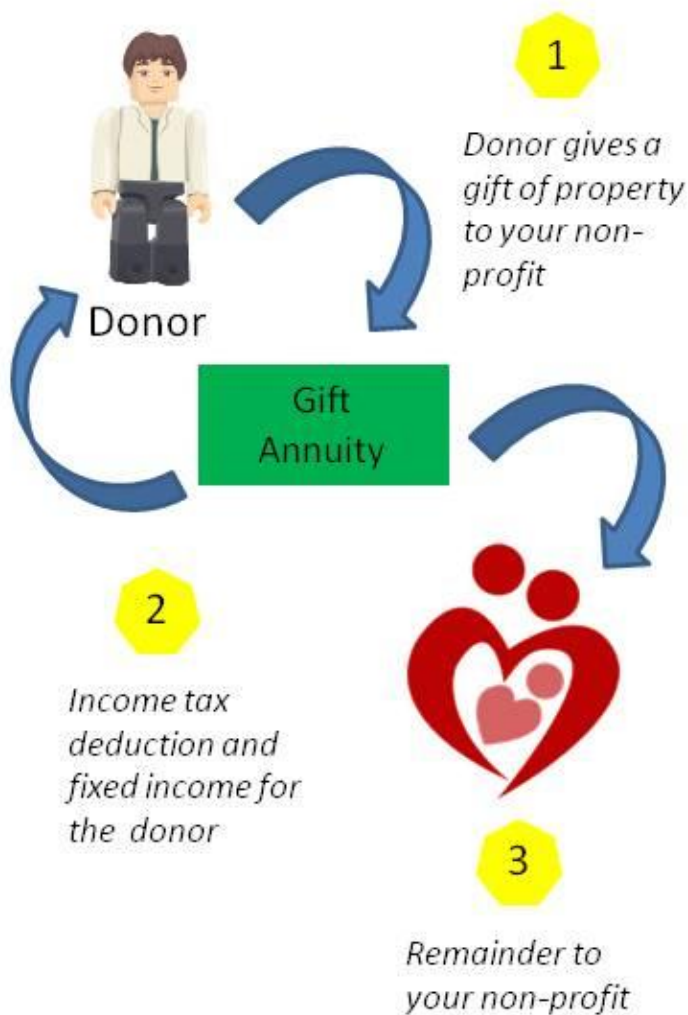 1
Donor gives a
gift of property
to your non-
profit
Donor
Gift
Annuity
2
Income tax
deduction and
fixed income for
the donor
3
Remainder to
your non-profit